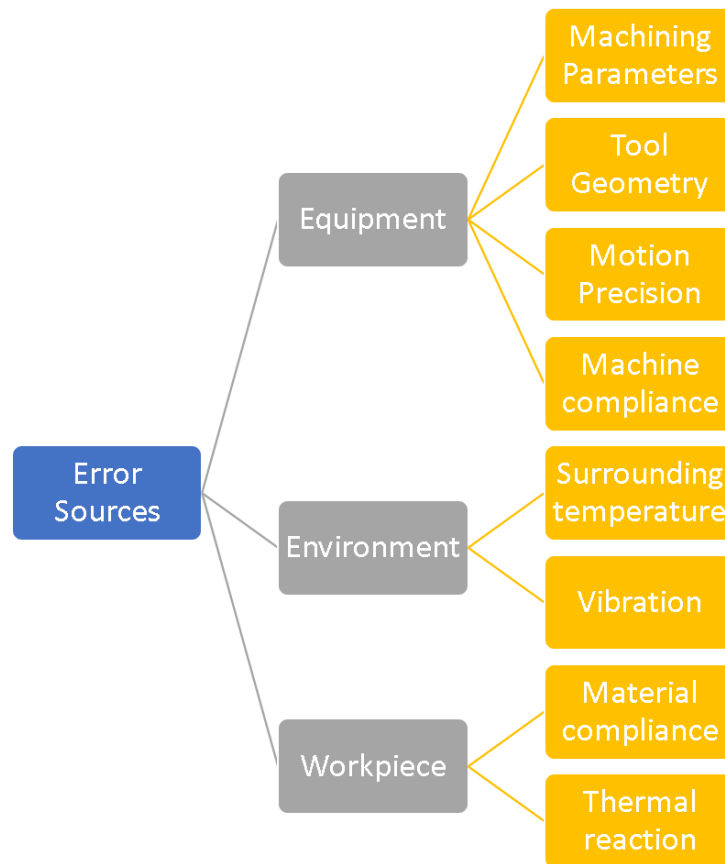 Machining
Parameters
Tool
Geometry
Equipment
Motion
Precision
Machine
compliance
Error
Sources
Surrounding
temperature
Environment
Vibration
Material
compliance
Workpiece
Thermal
reaction